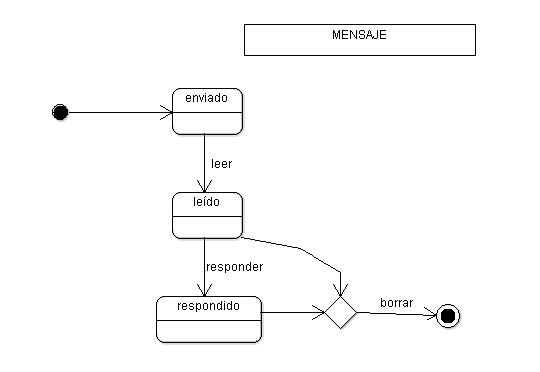 MENSAJE
enviado
leer
leído
responder
respondido
borrar